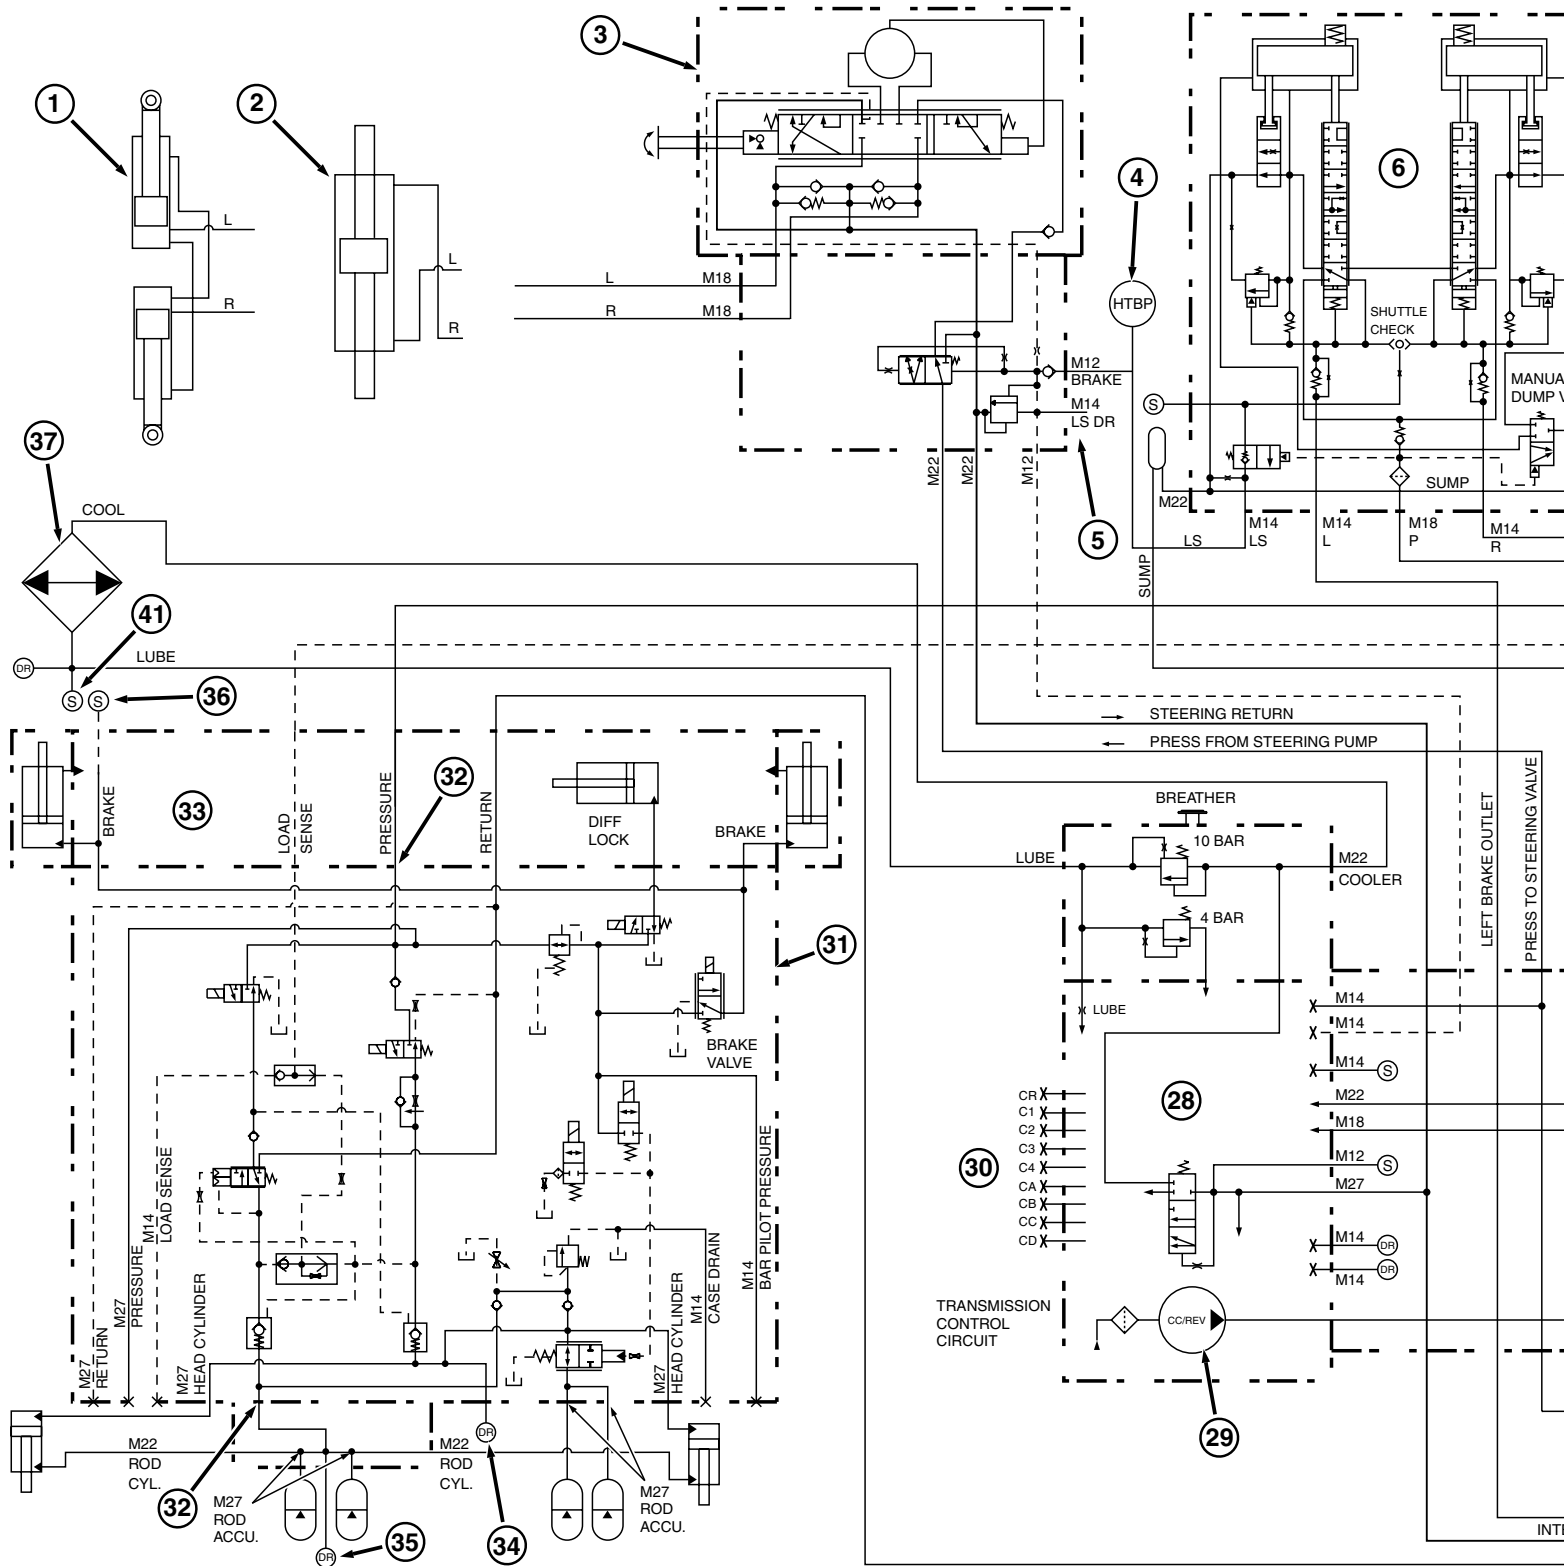 1
2
3
4
5
6
L
R
L
R
L M18
R M18
HTBP
M12
BRAKE
M14
LS DR
M22
M22
M12
S
M22
SHUTTLE
CHECK
SUMP
LS
M14
LS
M14
L
M18
P
M14
R
SUMP
37
COOL
41
DR
LUBE
S
S
36
STEERING RETURN
PRESS FROM STEERING PUMP
33
BRAKE
LOAD
SENSE
PRESSURE
32
RETURN
DIFF
LOCK
BRAKE
BREATHER
10 BAR
LUBE
M22
COOLER
4 BAR
LEFT BRAKE OUTLET
PRESS TO STEERING VALVE
31
BRAKE
VALVE
LUBE
M14
M14
M14 S
M22
M18
28
CR
C1
C2
C3
C4
CA
CB
CC
CD
30
M12 S
M27
M14 DR
DR
M14
TRANSMISSION
CONTROL
CIRCUIT
CC/REV
29
M27
RETURN
M27
PRESSURE
M14
LOAD SENSE
M27
HEAD CYLINDER
M27
HEAD CYLINDER
M14
CASE DRAIN
M14
BAR PILOT PRESSURE
M22
ROD
CYL.
DR
M22
ROD
CYL.
32
M27
ROD
ACCU.
M27
ROD
ACCU.
34
DR
35